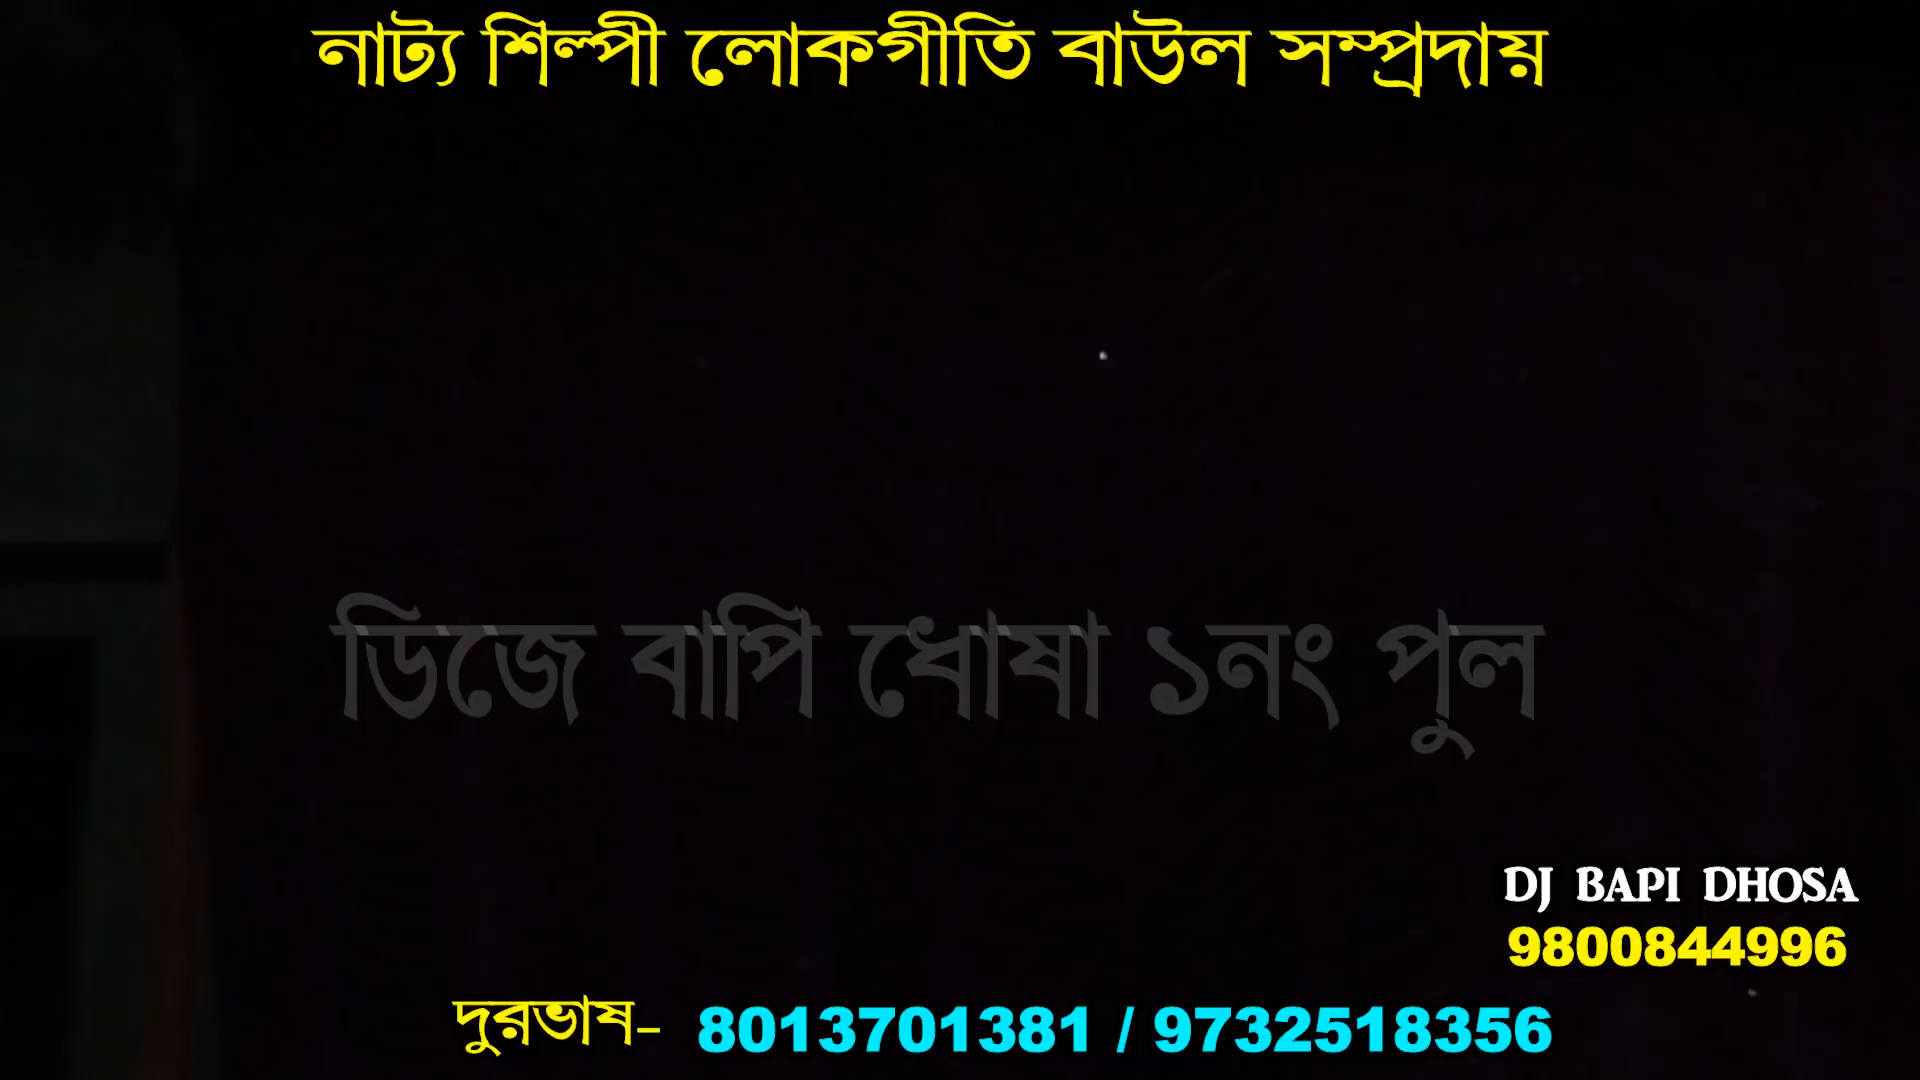 নাট্য শিল্পী লোকগীতি বাউল সম্প্রদায়
ডিজে বাপি ধোষা ১নং পুল
DJ BAPI DHOSA
9800844996
দুরভাষ- 8013701381 / 9732518356